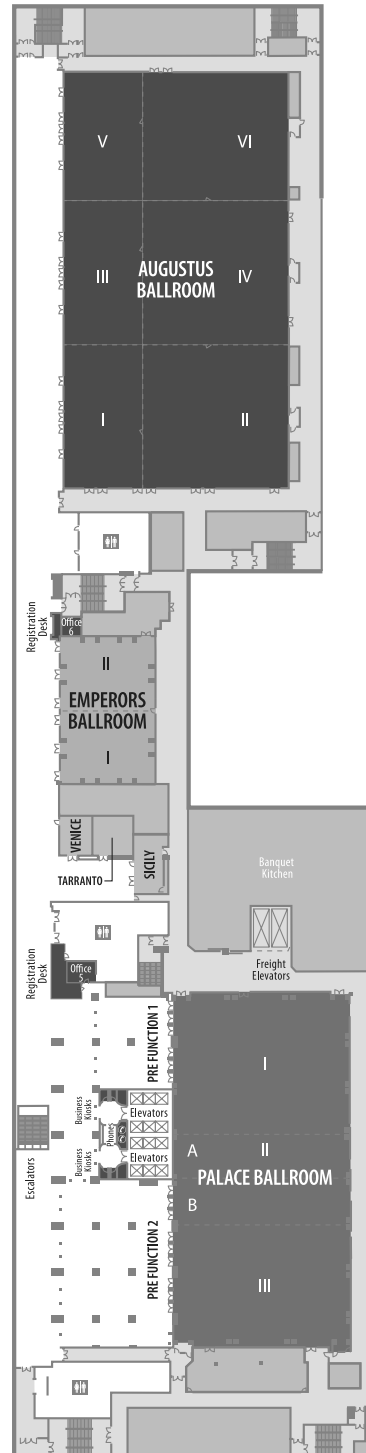 V
VI
III
AUGUSTUS
BALLROOM
IV
I
II
Registration
Desk
Office
6
II
EMPERORS
BALLROOM
I
VENICE
TARRANTO
SICILY
Banquet
Kitchen
Freight
Elevators
Registration
Desk
Office
5
PRE FUNCTION 1
I
Business
Kiosks
Elevators
Phones
Elevators
Business
Kiosks
Escalators
A
II
PALACE BALLROOM
B
PRE FUNCTION 2
III